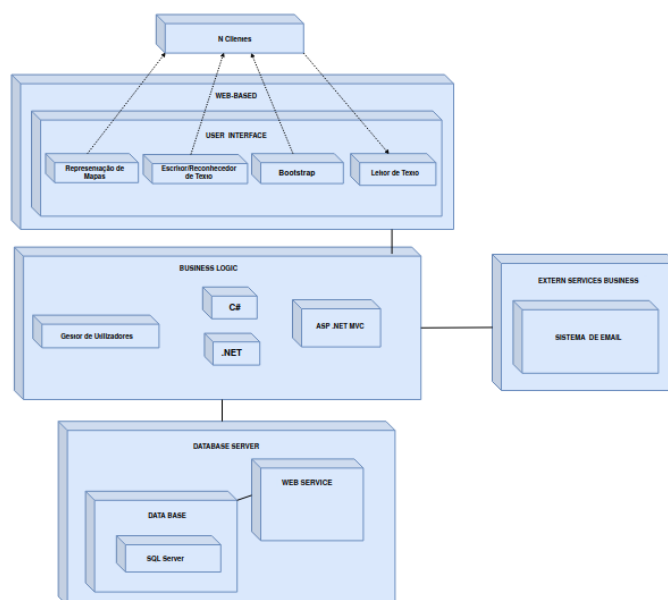 N Clientes
WEB-BASED
USER INTERFACE
Representação de
Mapas
Escritor/Reconhecedor
de Texto
Bootstrap
Leitor de Texto
BUSINESS LOGIC
C#
Gestor de Utilizadores
.NET
ASP .NET MVC
EXTERN SERVICES BUSINESS
SISTEMA DE EMAIL
DATABASE SERVER
WEB SERVICE
DATA BASE
SQL Server